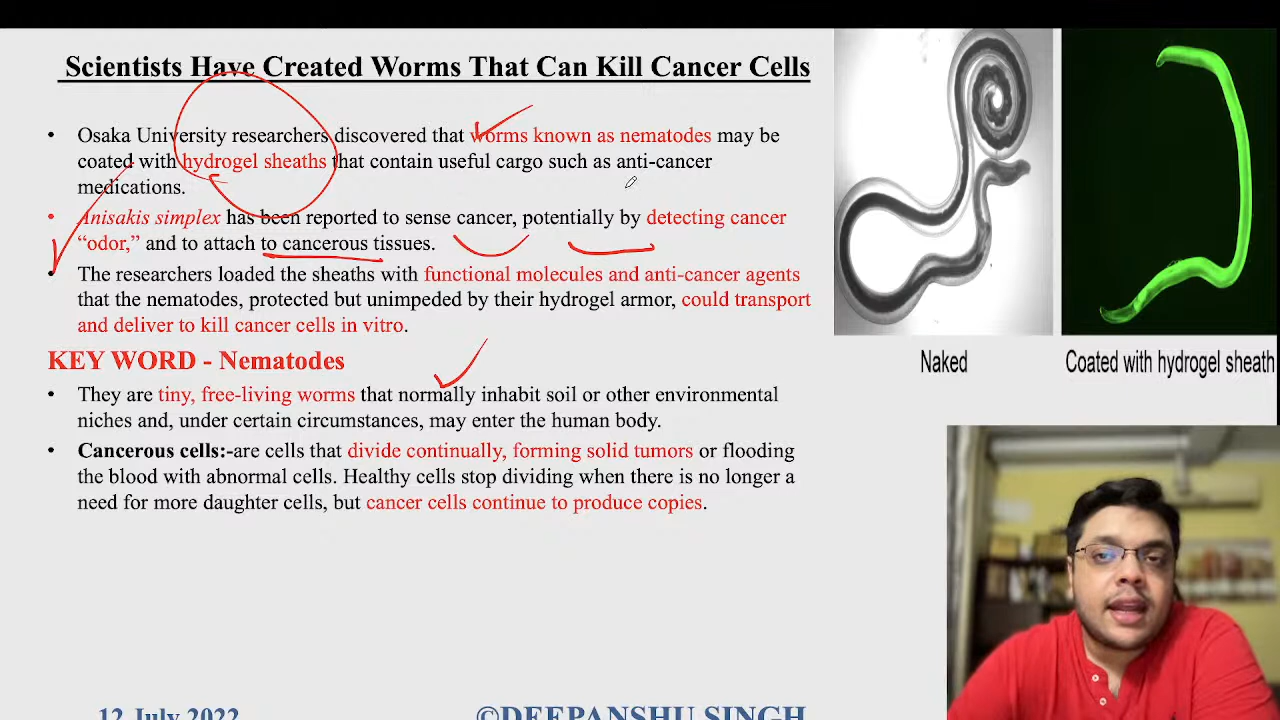 Scientists Have Created Worms That Can Kill Cancer Cells
• Osaka University researchers discovered that worms known as nematodes may be
coated with hydrogel sheaths that contain useful cargo such as anti-cancer
medications.
• Anisakis simplex has been reported to sense cancer, potentially by detecting cancer
“odor,” and to attach to cancerous tissues.
• The researchers loaded the sheaths with functional molecules and anti-cancer agents
that the nematodes, protected but unimpeded by their hydrogel armor, could transport
and deliver to kill cancer cells in vitro.
KEY WORD - Nematodes
• They are tiny, free-living worms that normally inhabit soil or other environmental
niches and, under certain circumstances, may enter the human body.
• Cancerous cells:-are cells that divide continually, forming solid tumors or flooding
the blood with abnormal cells. Healthy cells stop dividing when there is no longer a
need for more daughter cells, but cancer cells continue to produce copies.
Naked
Coated with hydrogel sheath
12 July 2022
©DEEPANSHU SINGH